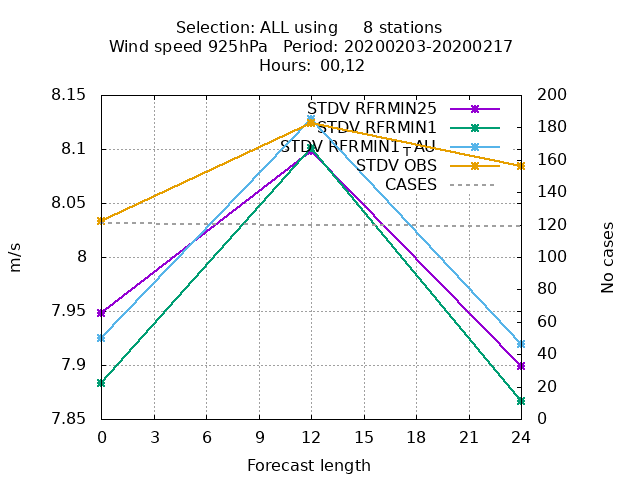 Selection: ALL using 8 stations
Wind speed 925hPa Period: 20200203-20200217
Hours: 00,12
8.15
8.1
8.05
8
7.95
7.9
7.85
m/s
STDV RFRMIN25
STDV RFRMIN1
STDV RFRMIN1_AU
STDV OBS
CASES
200
180
160
140
120
100
80
60
40
20
0
No cases
0 3 6 9 12 15 18 21 24
Forecast length